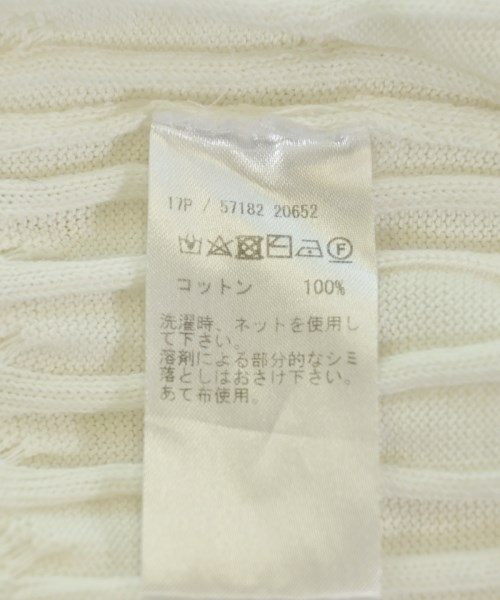 17P / 57182 20652
F
コットン 100%
洗濯時、ネットを使用し
て下さい。
溶剤による部分的なシミ
落としはおさけ下さい。
あて布使用。